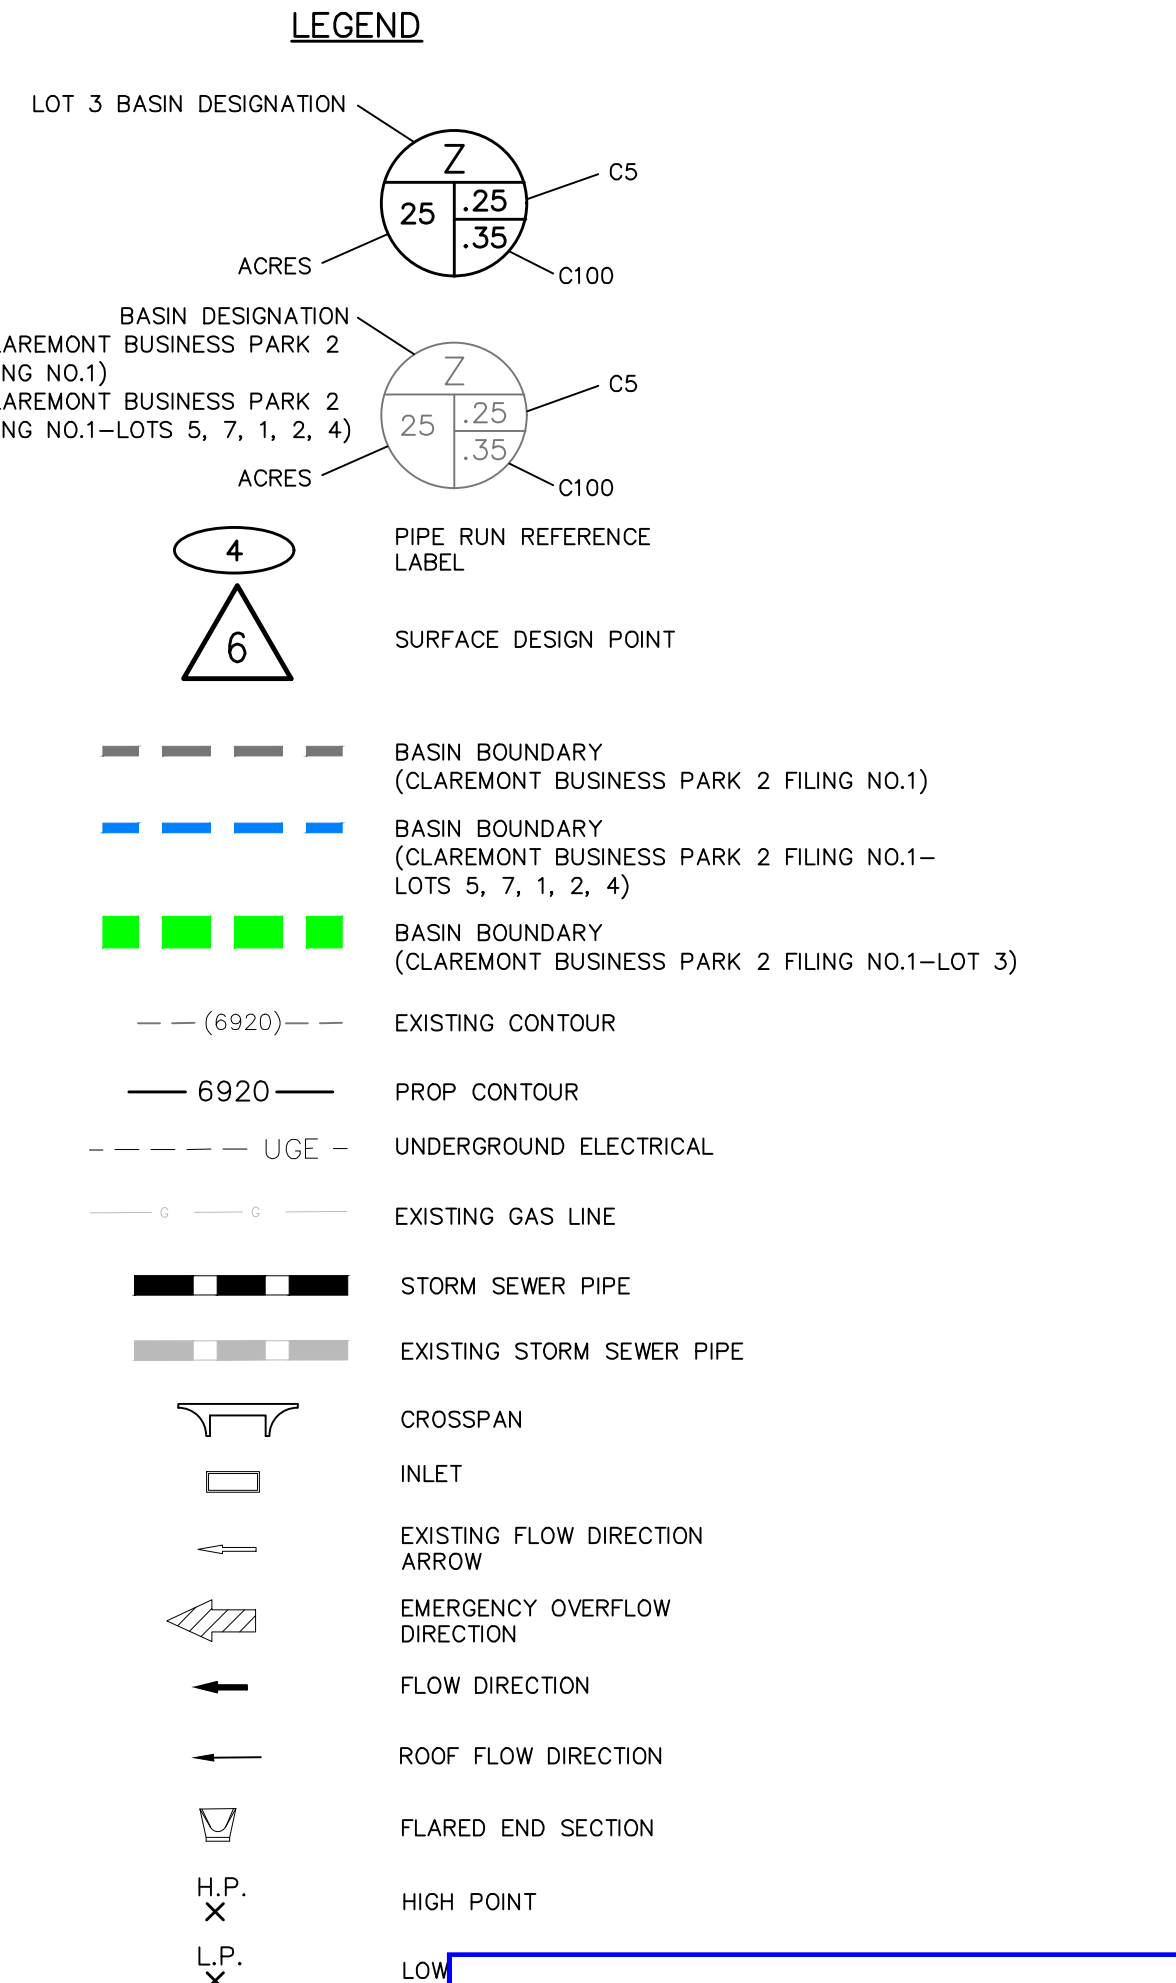 LEGEND
LOT 3 BASIN DESIGNATION
Z
C5
25
.25
.35
ACRES
C100
BASIN DESIGNATION
BUSINESS PARK 2
NO.1)
BUSINESS PARK 2
NO.1-LOTS 5, 7, 1, 2, 4)
Z
C5
25
.25
.35
ACRES
C100
4
PIPE RUN REFERENCE
LABEL
6
SURFACE DESIGN POINT
BASIN BOUNDARY
(CLAREMONT BUSINESS PARK 2 FILING NO.1)
BASIN BOUNDARY
(CLAREMONT BUSINESS PARK 2 FILING NO.1-
LOTS 5, 7, 1, 2, 4)
BASIN BOUNDARY
(CLAREMONT BUSINESS PARK 2 FILING NO.1-LOT 3)
(6920) EXISTING CONTOUR
6920 PROP CONTOUR
UGE UNDERGROUND ELECTRICAL
G G EXISTING GAS LINE
STORM SEWER PIPE
EXISTING STORM SEWER PIPE
CROSSPAN
INLET
EXISTING FLOW DIRECTION
ARROW
EMERGENCY OVERFLOW
DIRECTION
FLOW DIRECTION
ROOF FLOW DIRECTION
FLARED END SECTION
H.P.
HIGH POINT
L.P.
LOW